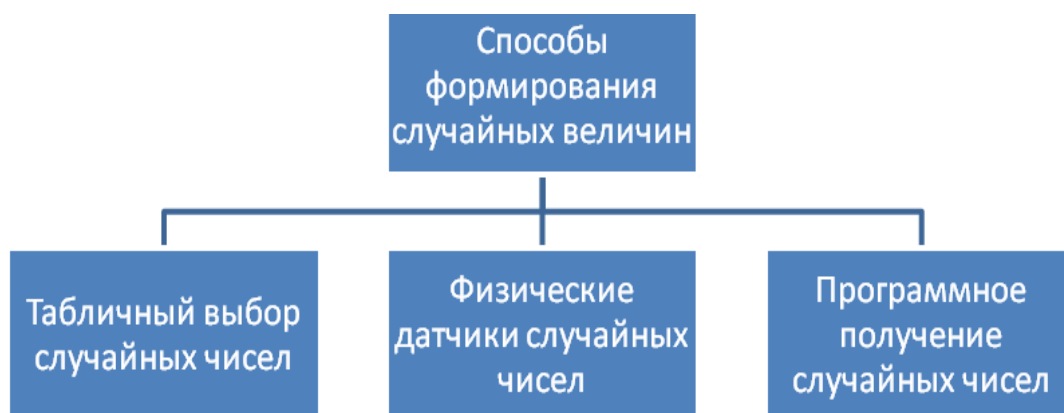 Способы
формирования
случайных величин
Табличный выбор
случайных чисел
Физические
датчики случайных
чисел
Программное
получение
случайных чисел